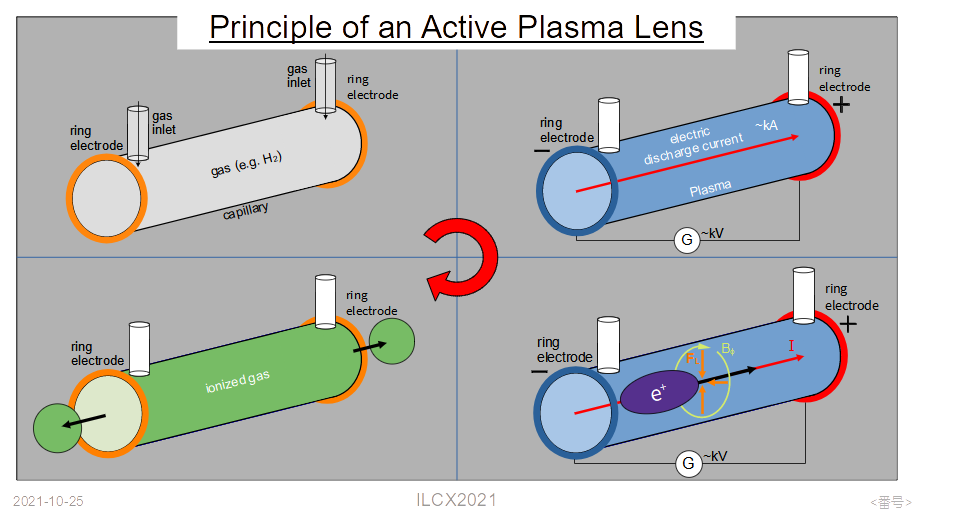 Principle of an Active Plasma Lens
gas
inlet
ring
electrode
gas
inlet
ring
electrode
gas (e.g. H₂)
capillary
ring
electrode
+
ring
electrode
−
electric
discharge current
~kA
Plasma
G
~kV
ring
electrode
ring
electrode
ionized gas
ring
electrode
+
ring
electrode
−
Bϕ
I
e⁺
G
~kV
2021-10-25
ILCX2021
<番号>